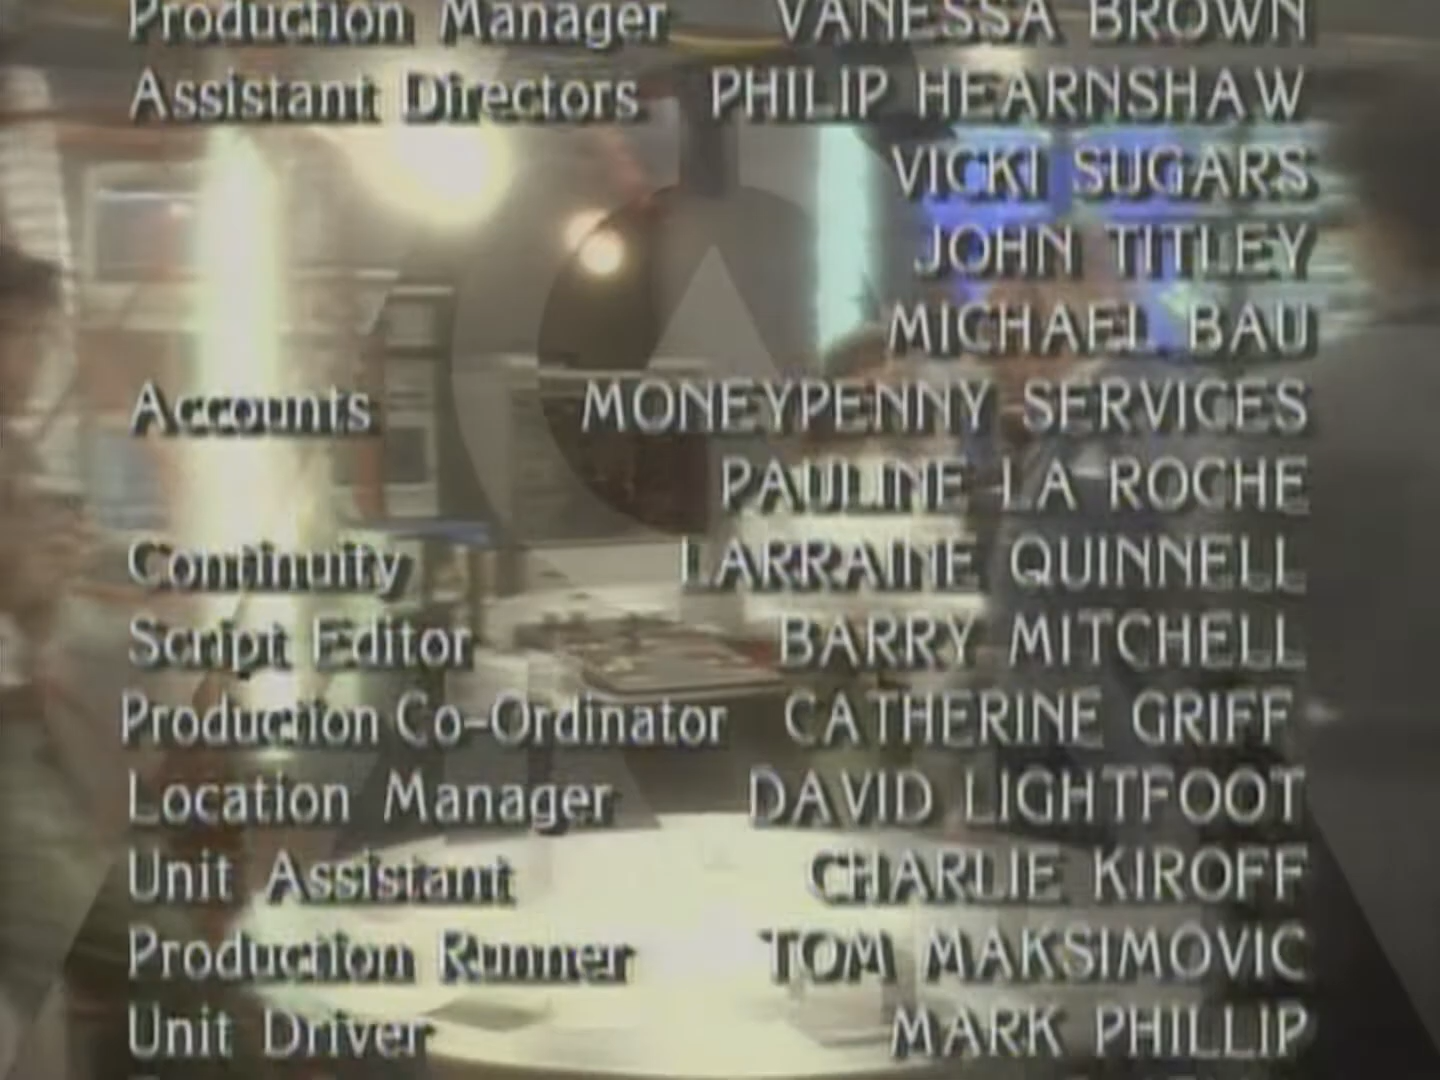 Production Manager VANESSA BROWN
Assistant Directors PHILIP HEARNSHAW
VICKI SUGARS
JOHN TITLEY
MICHAEL BAU
Accounts MONEYPENNY SERVICES
PAULINE LA ROCHE
Continuity LARRAINE QUINNELL
Script Editor BARRY MITCHELL
Production Co-Ordinator CATHERINE GRIFF
Location Manager DAVID LIGHTFOOT
Unit Assistant CHARLIE KIROFF
Production Runner TOM MAKSIMOVIC
Unit Driver MARK PHILLIP